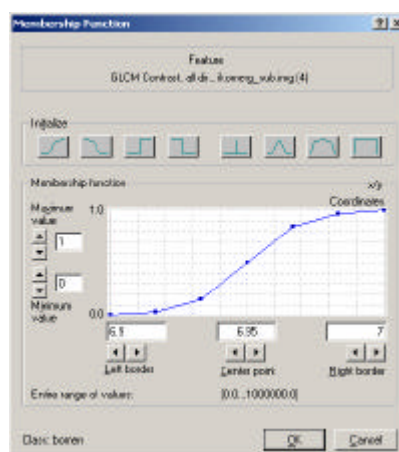 Membership Function
Feature
GLCM Contrast, all dir., ikomerg_sub.img (4)
Initialize
Membership function
x/y
Coordinates
Maximum
value
1.0
1
0
Minimum
value
0.0
6.9
6.95
7
Left border
Center point
Right border
Entire range of values:
[0.0...1000000.0]
Class: borren
OK
Cancel